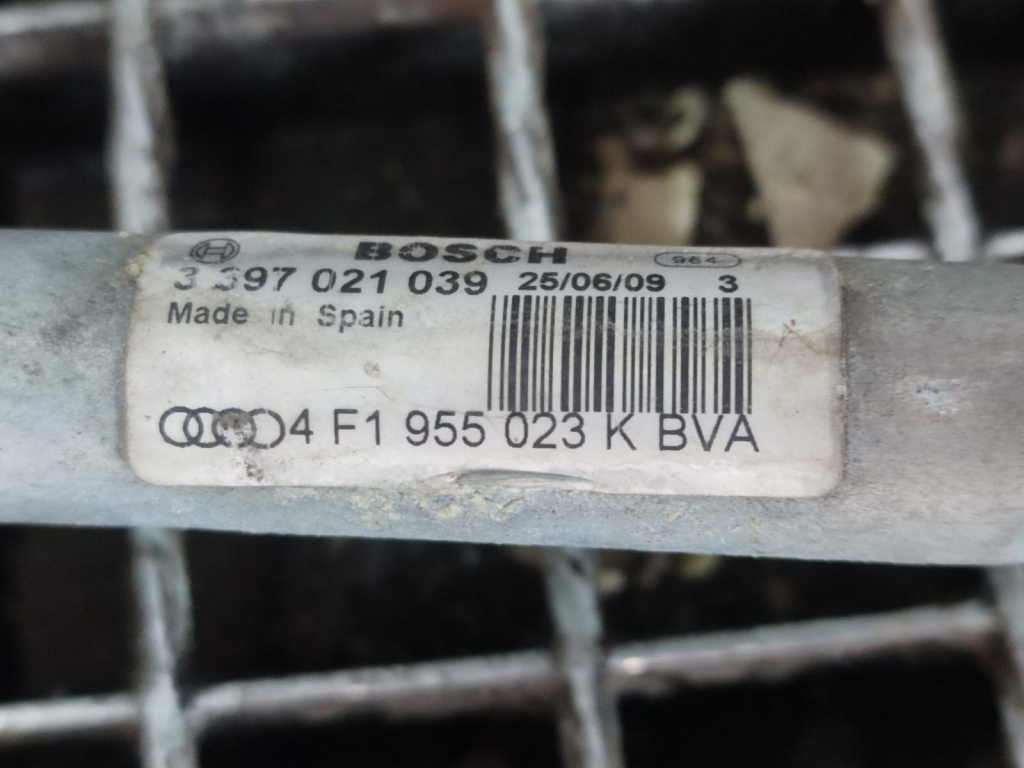 BOSCH 964
3 397 021 039 25/06/09 3
Made in Spain
4 F1 955 023 K BVA